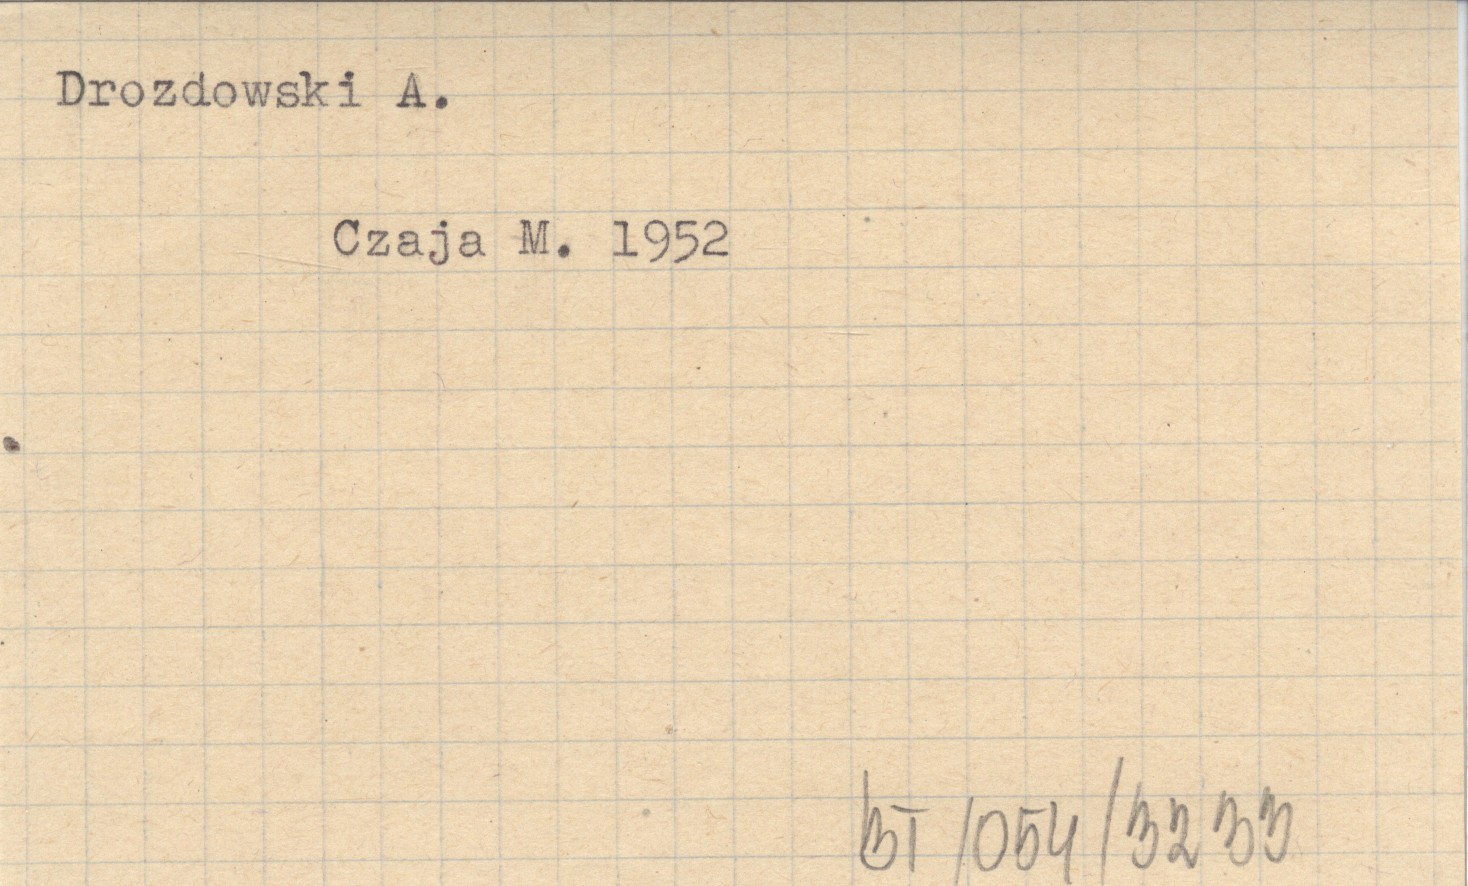 Drozdowski A.
Czaja M. 1952
BT/054/3233